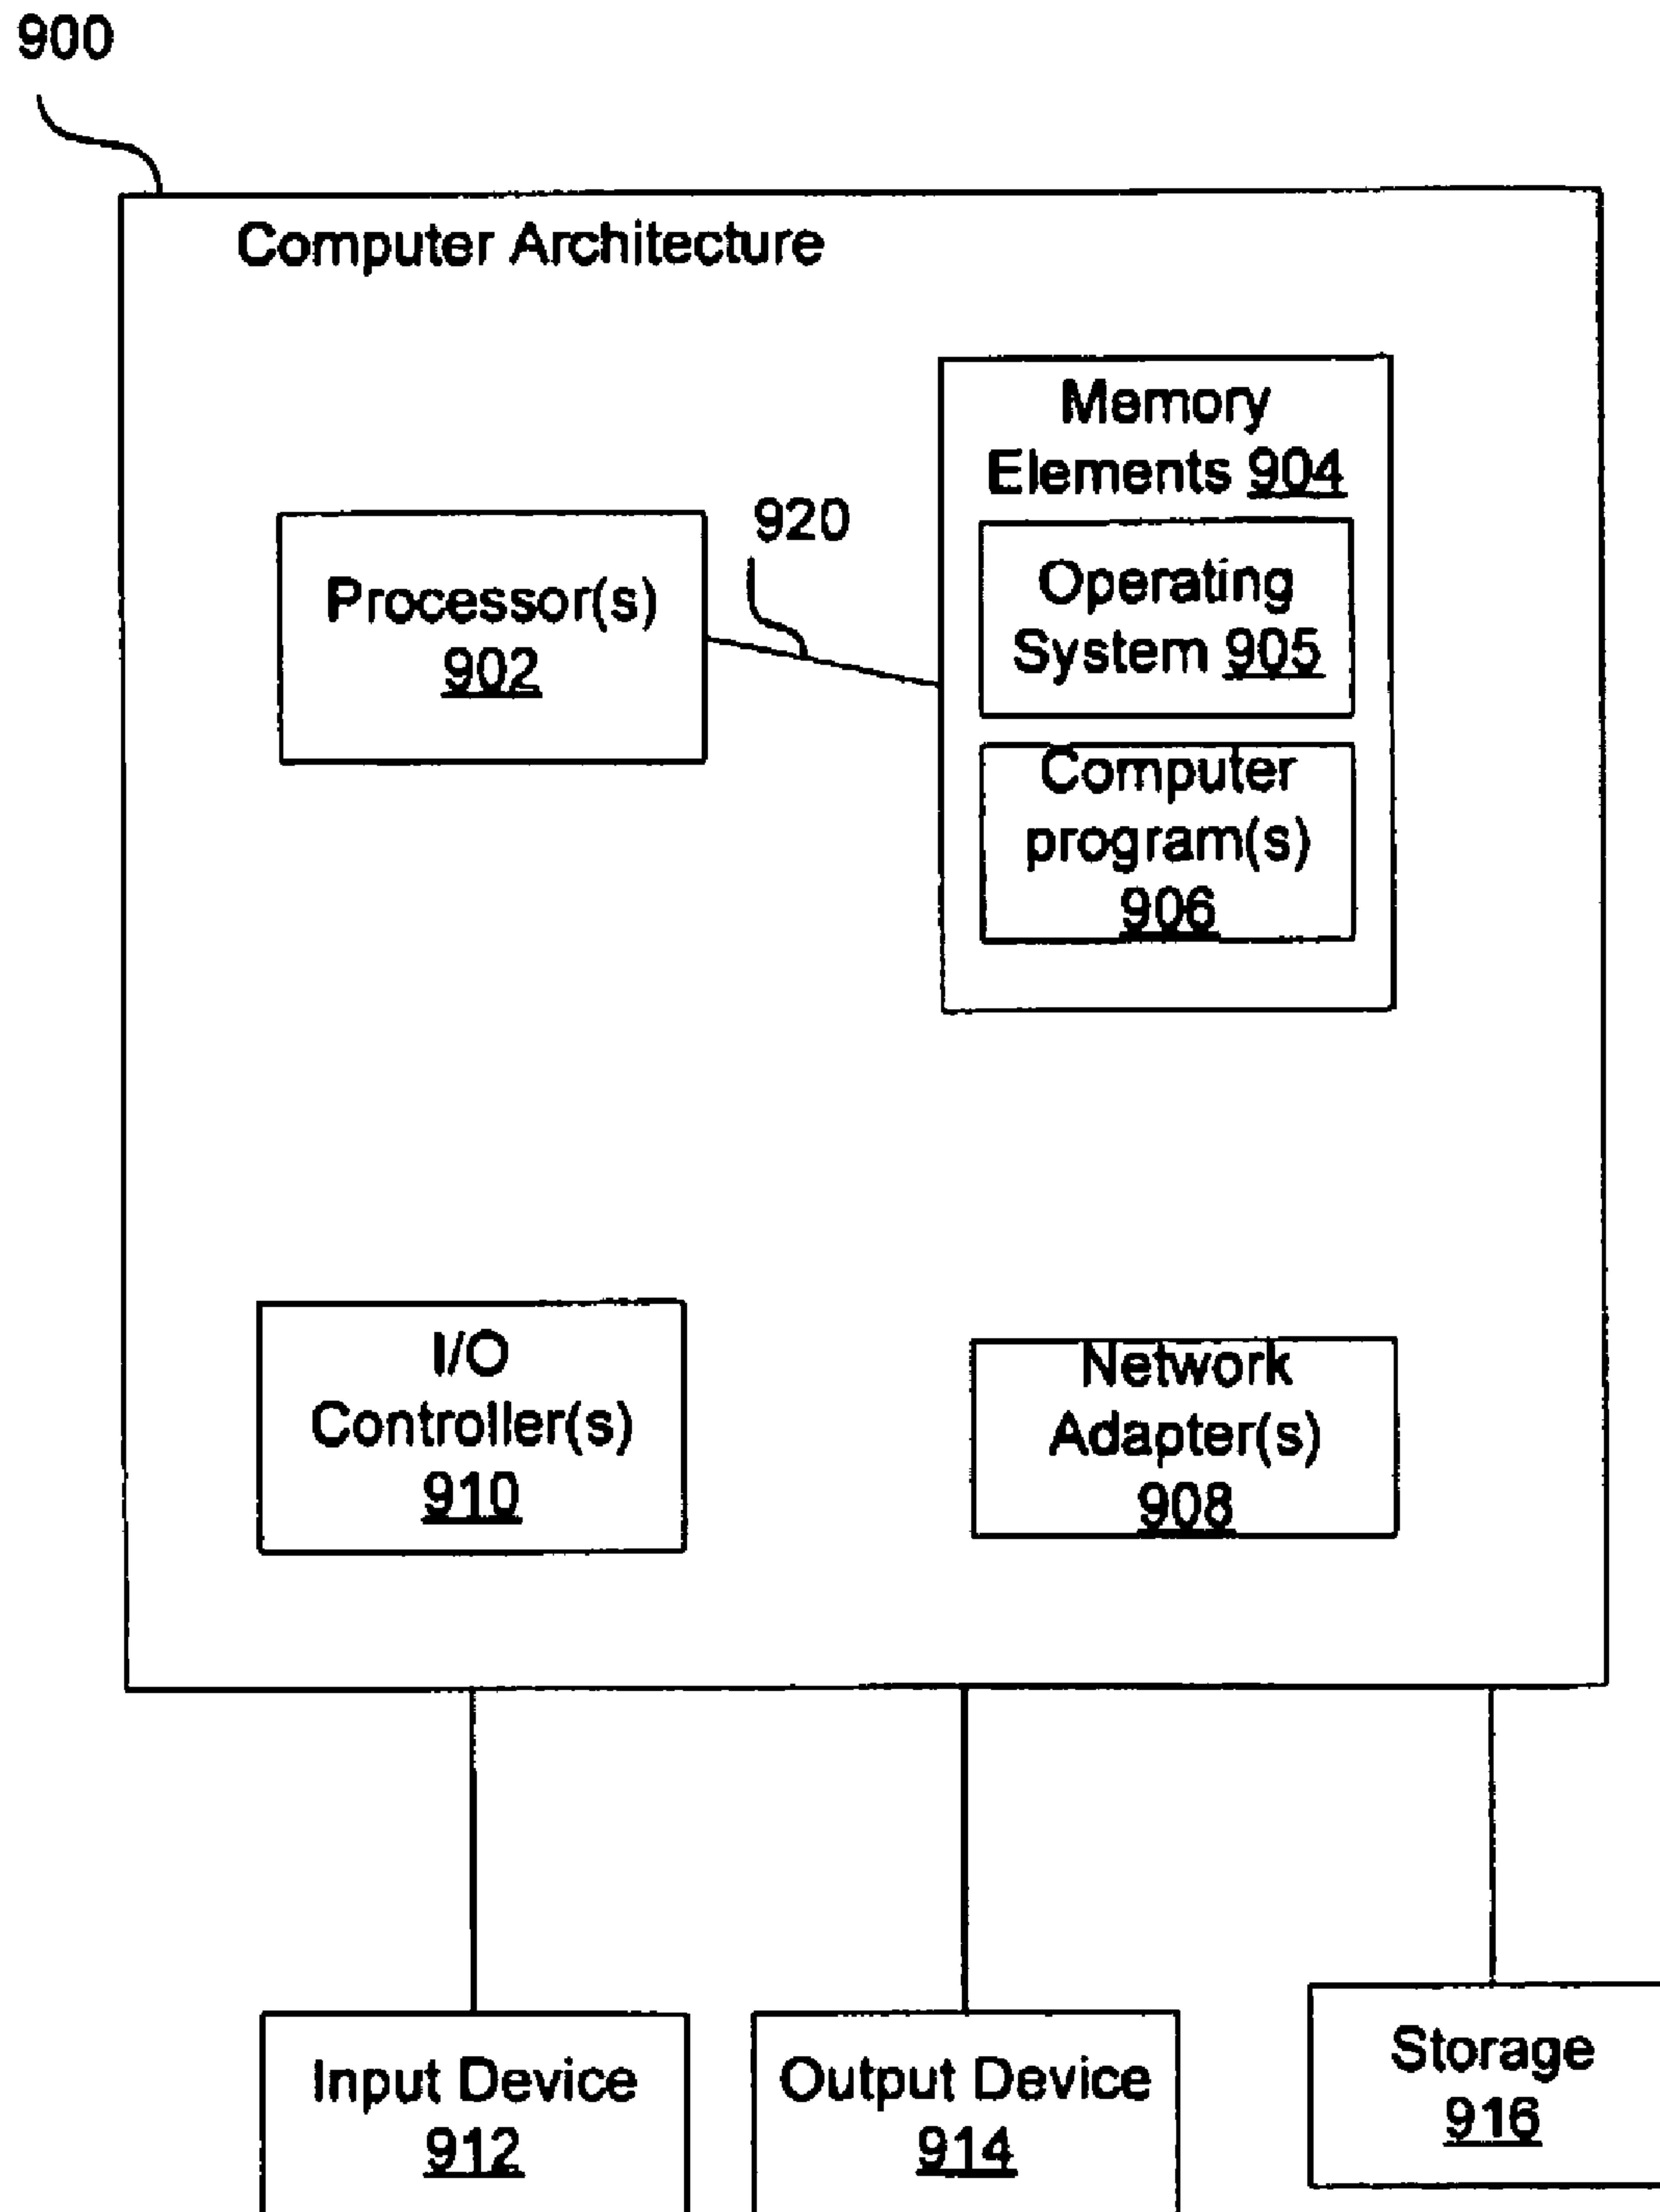 900
Computer Architecture
Memory
Elements 904
920
Operating
System 905
Processor(s)
902
Computer
program(s)
906
I/O
Controller(s)
910
Network
Adapter(s)
908
Input Device
912
Output Device
914
Storage
916